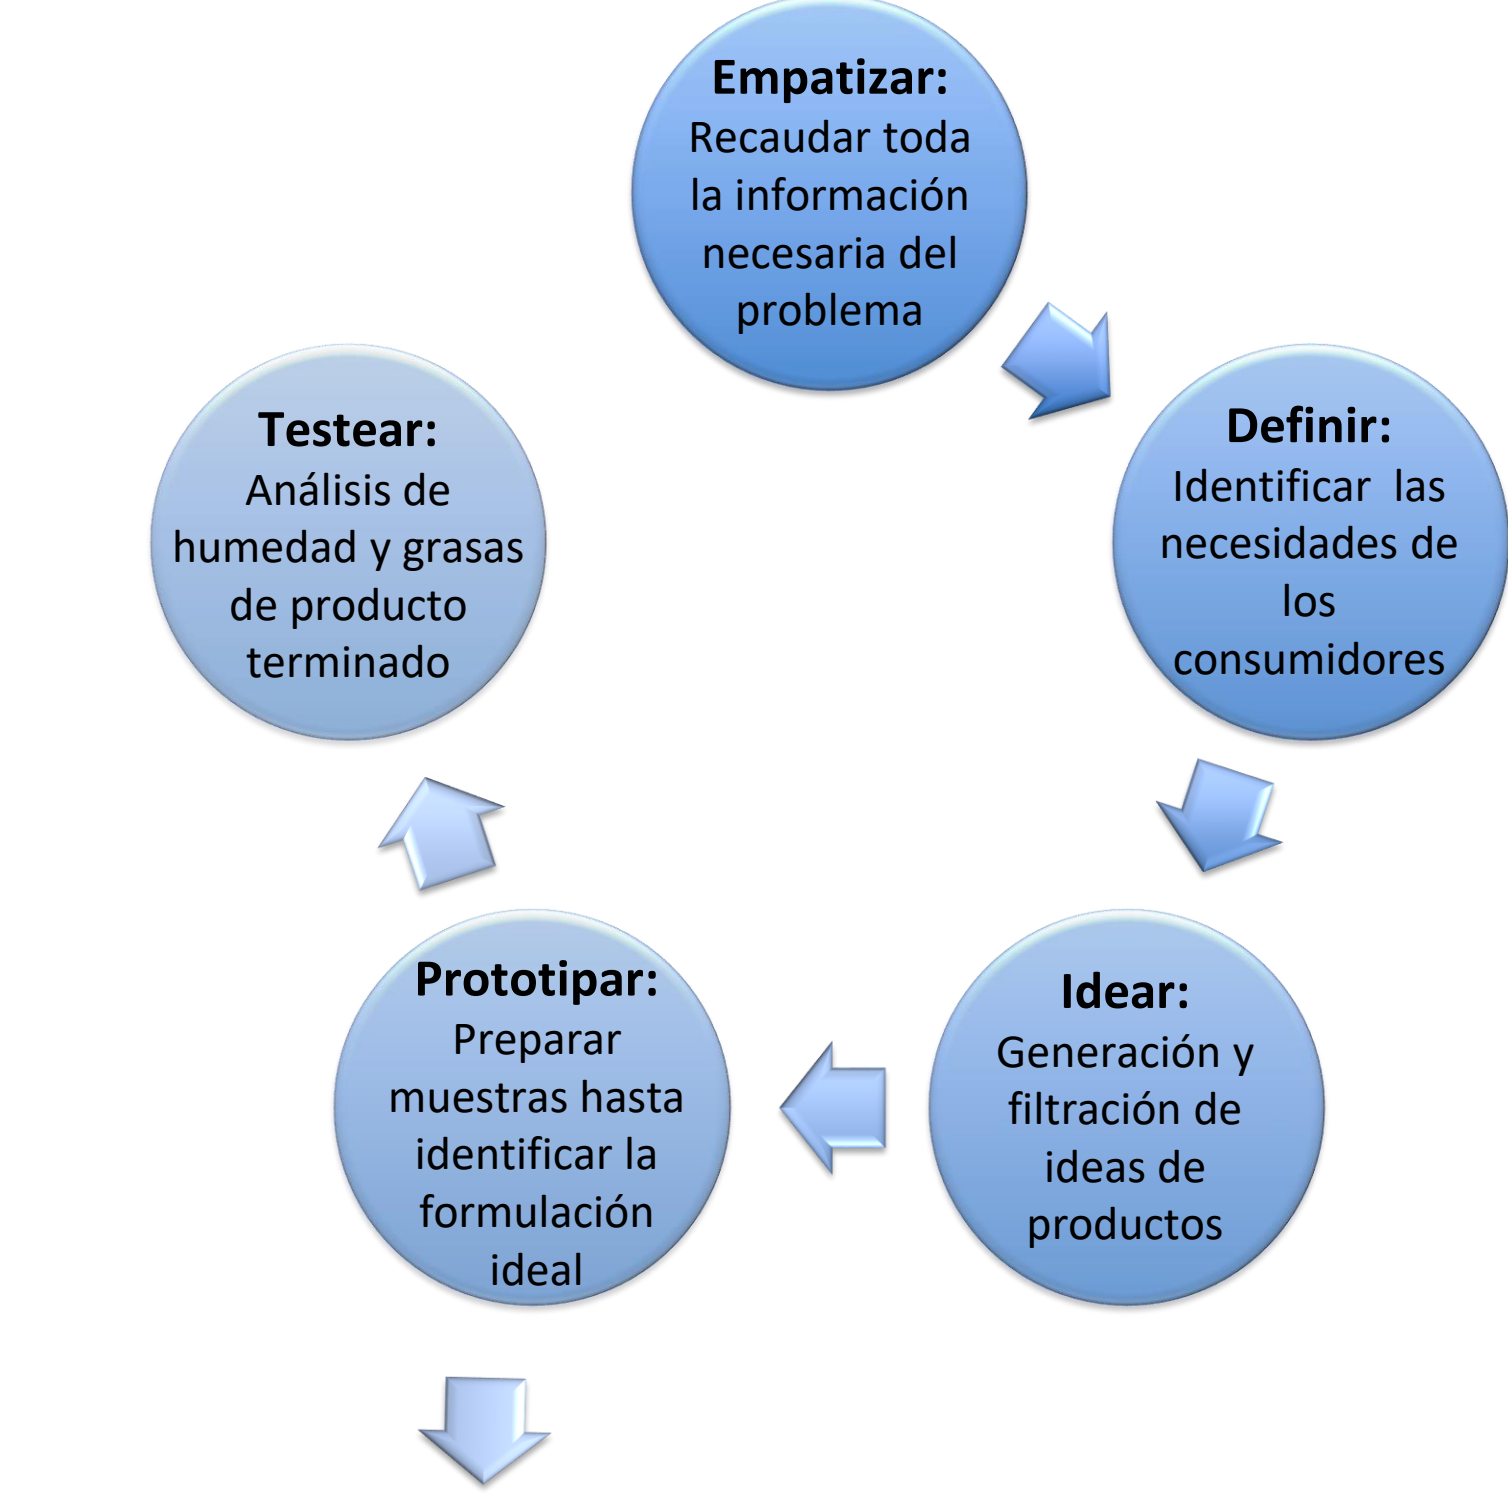 Empatizar:
Recaudar toda
la información
necesaria del
problema
Definir:
Identificar  las
necesidades de
los
consumidores
Idear:
Generación y
filtración de
ideas de
productos
Prototipar:
Preparar
muestras hasta
identificar la
formulación
ideal
Testear:
Análisis de
humedad y grasas
de producto
terminado